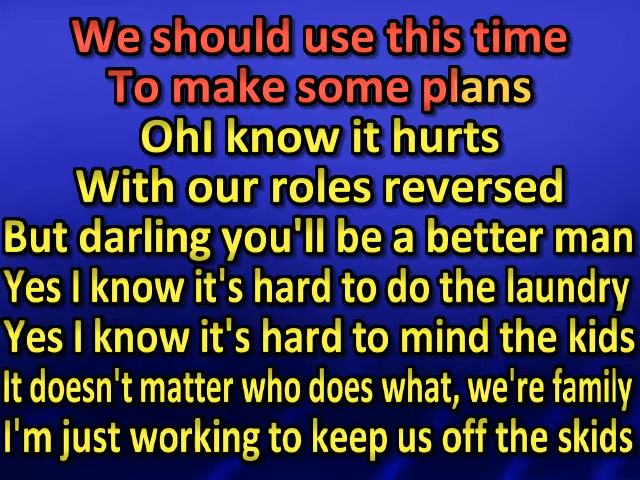 We should use this time
To make some plans
OhI know it hurts
With our roles reversed
But darling you'll be a better man
Yes I know it's hard to do the laundry
Yes I know it's hard to mind the kids
It doesn't matter who does what, we're family
I'm just working to keep us off the skids